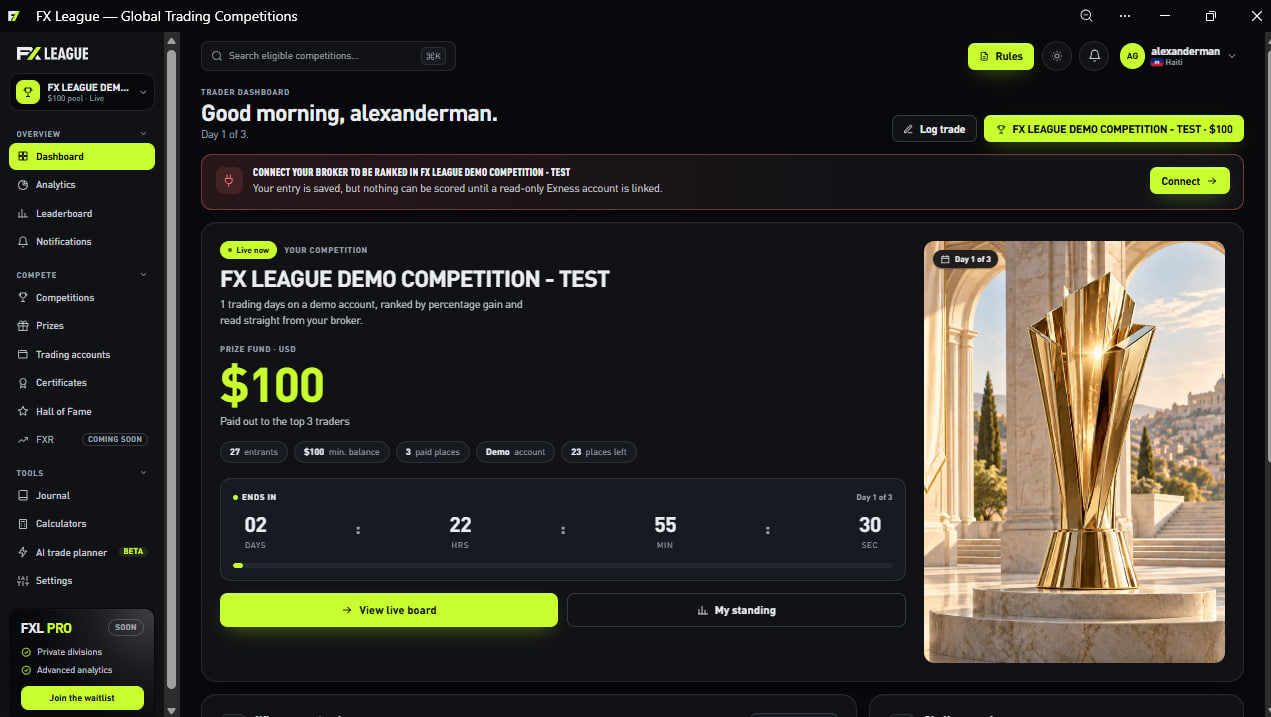 FX League — Global Trading Competitions
FX LEAGUE
Search eligible competitions...
⌘K
Rules
AG
alexanderman
Haiti
FX LEAGUE DEM...
$100 pool · Live
OVERVIEW
Dashboard
Analytics
Leaderboard
Notifications
COMPETE
Competitions
Prizes
Trading accounts
Certificates
Hall of Fame
FXR
COMING SOON
TOOLS
Journal
Calculators
AI trade planner
BETA
Settings
FXL PRO
SOON
Private divisions
Advanced analytics
Join the waitlist
TRADER DASHBOARD
Good morning, alexanderman.
Day 1 of 3.
Log trade
FX LEAGUE DEMO COMPETITION - TEST · $100
CONNECT YOUR BROKER TO BE RANKED IN FX LEAGUE DEMO COMPETITION - TEST
Your entry is saved, but nothing can be scored until a read-only Exness account is linked.
Connect →
Live now
YOUR COMPETITION
FX LEAGUE DEMO COMPETITION - TEST
1 trading days on a demo account, ranked by percentage gain and
read straight from your broker.
PRIZE FUND · USD
$100
Paid out to the top 3 traders
27 entrants
$100 min. balance
3 paid places
Demo account
23 places left
ENDS IN
Day 1 of 3
02 : 22 : 55 : 30
DAYS HRS MIN SEC
→ View live board
My standing
Day 1 of 3